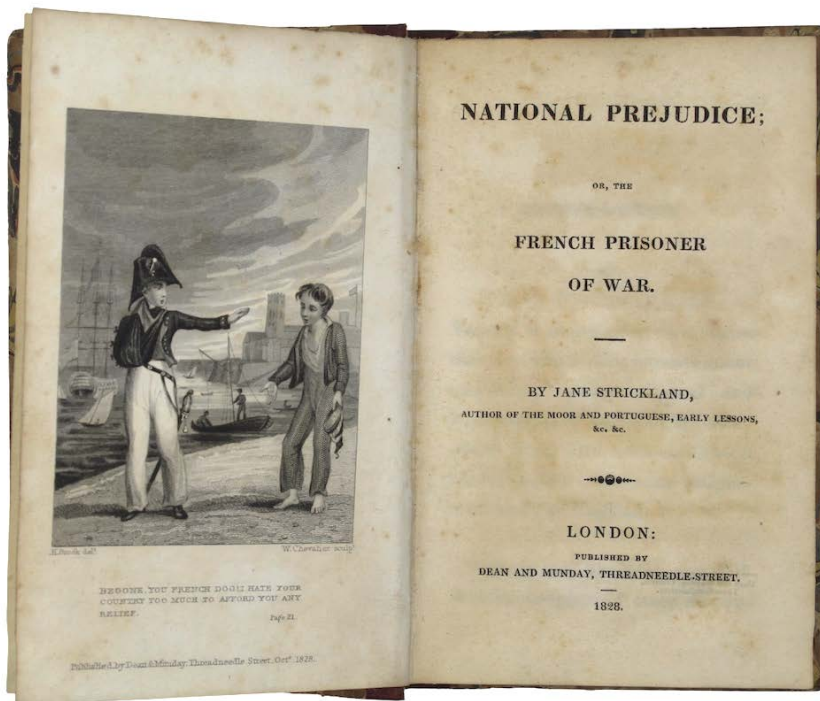 W. Chevalier sculpt.
BEGONE, YOU FRENCH DOG! I HATE YOUR
COUNTRY TOO MUCH TO AFFORD YOU ANY
RELIEF.
Page 21.
Published, by Dean & Munday, Threadneedle Street, Octr. 1828.
NATIONAL PREJUDICE;
OR, THE
FRENCH PRISONER
OF WAR.
BY JANE STRICKLAND,
AUTHOR OF THE MOOR AND PORTUGUESE, EARLY LESSONS,
&c. &c.
LONDON:
PUBLISHED BY
DEAN AND MUNDAY, THREADNEEDLE-STREET.
1828.